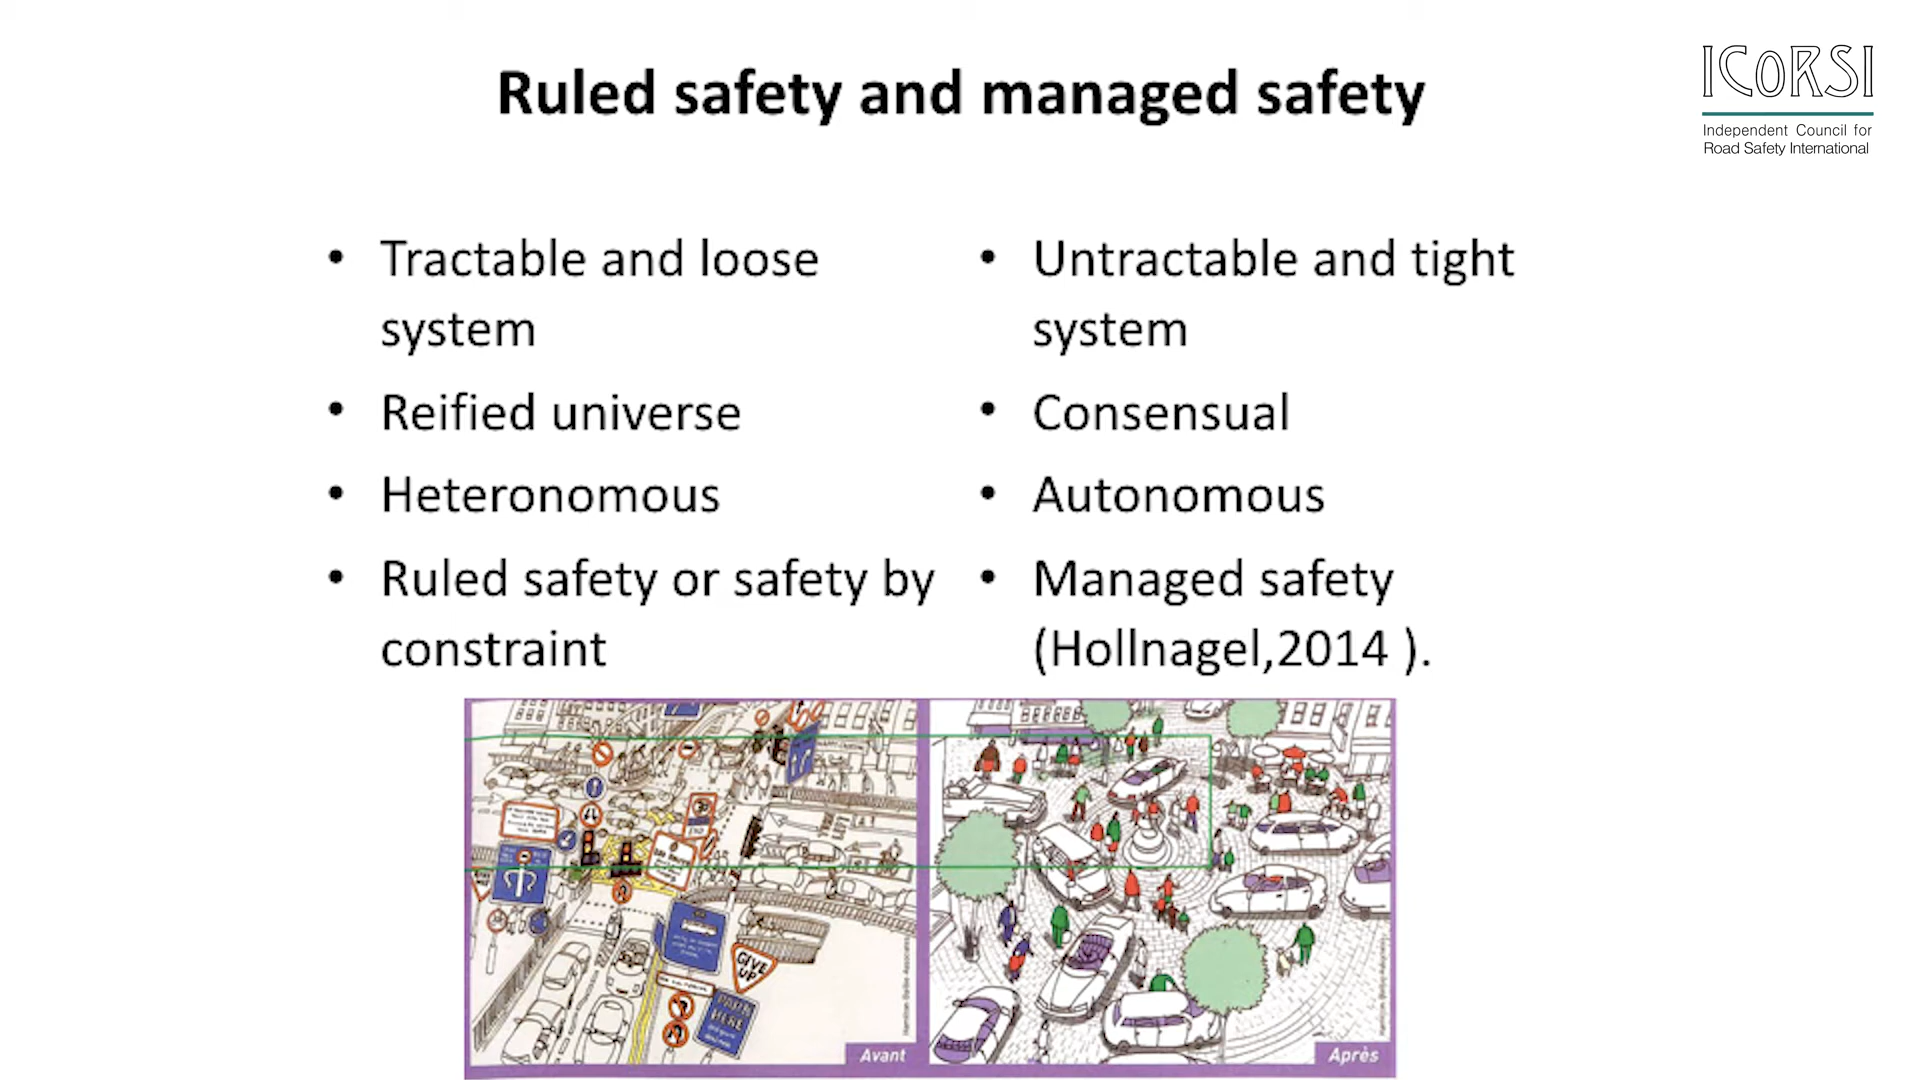 Ruled safety and managed safety
ICoRSI
Independent Council for
Road Safety International
• Tractable and loose
system
• Reified universe
• Heteronomous
• Ruled safety or safety by
constraint
• Untractable and tight
system
• Consensual
• Autonomous
• Managed safety
(Hollnagel,2014 ).
GIVE
UP
PARK
HERE
Avant
Après